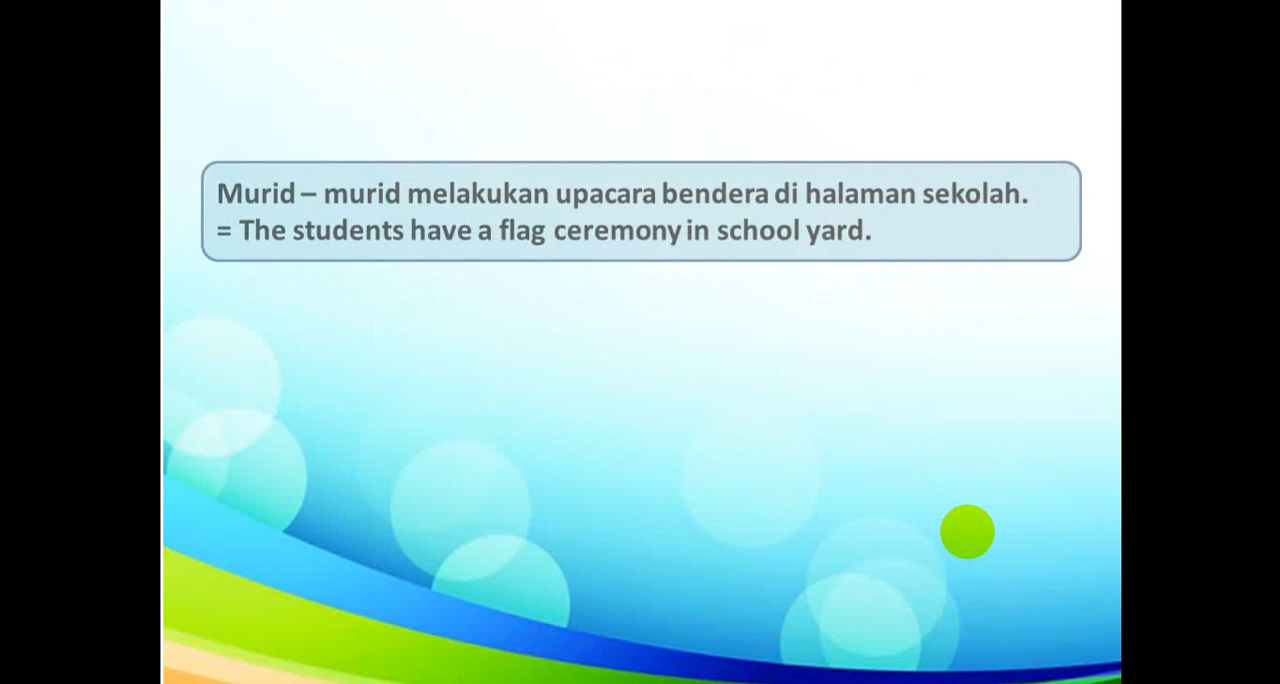 Murid – murid melakukan upacara bendera di halaman sekolah.
= The students have a flag ceremony in school yard.